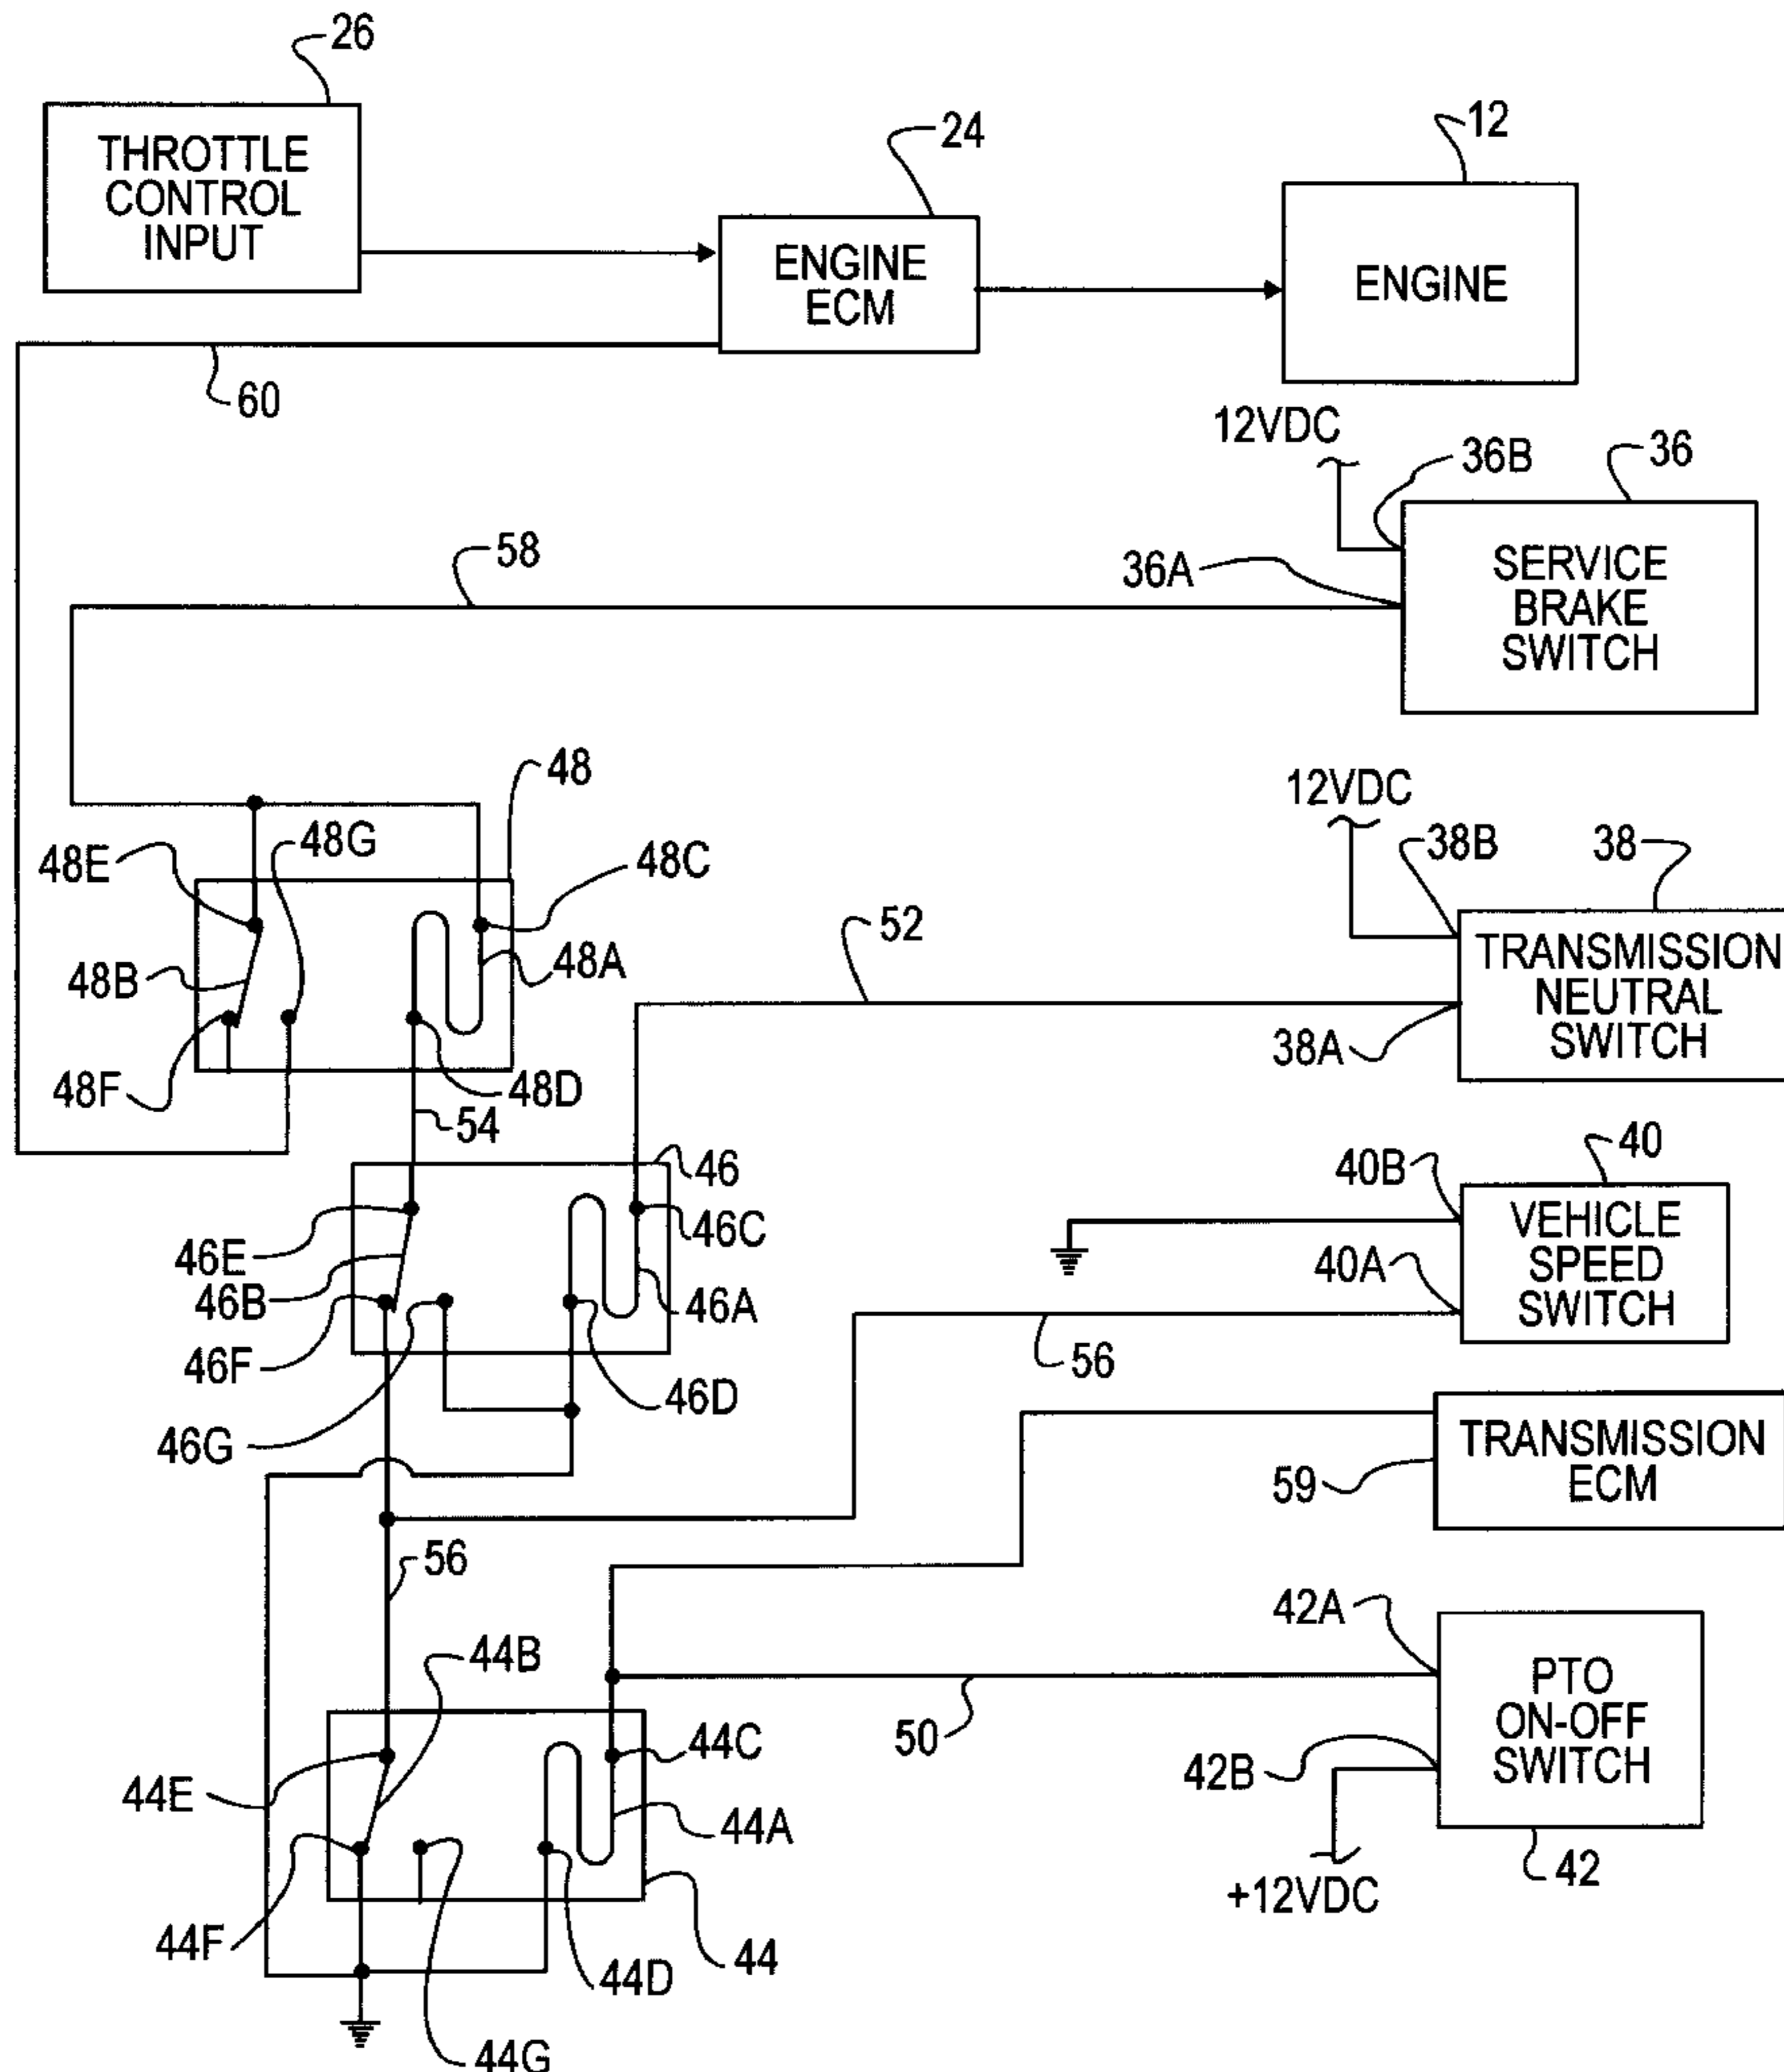 26
THROTTLE
CONTROL
INPUT
24
ENGINE
ECM
12
ENGINE
60
12VDC
36B
36
58
36A
SERVICE
BRAKE
SWITCH
48
12VDC
38B
38
48E
48G
48C
52
48B
48A
TRANSMISSION
NEUTRAL
SWITCH
38A
48F
48D
54
46
40B
40
46E
46C
VEHICLE
SPEED
SWITCH
40A
46B
46A
46F
46D
56
46G
TRANSMISSION
ECM
59
56
42A
44B
PTO
ON-OFF
SWITCH
50
44C
42B
44E
44A
42
+12VDC
44F
44D
44
44G